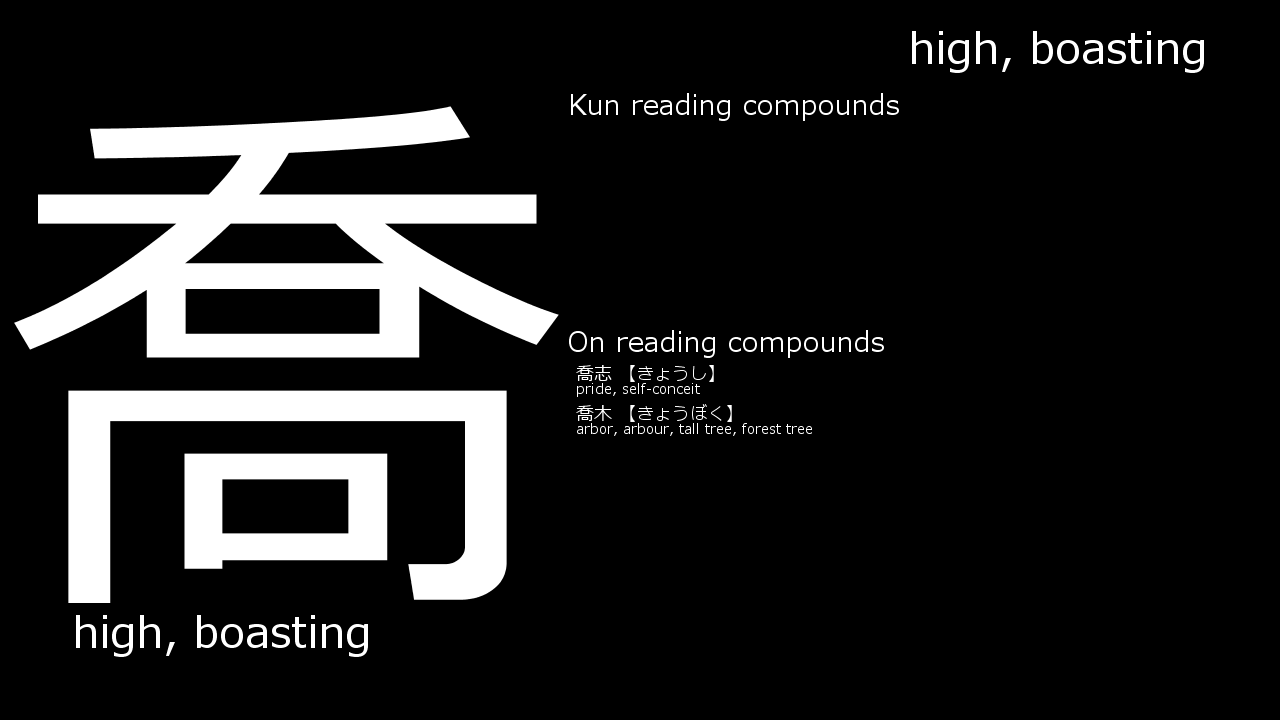 high, boasting
喬
Kun reading compounds
On reading compounds
喬志 【きょうし】
pride, self-conceit
喬木 【きょうぼく】
arbor, arbour, tall tree, forest tree
high, boasting